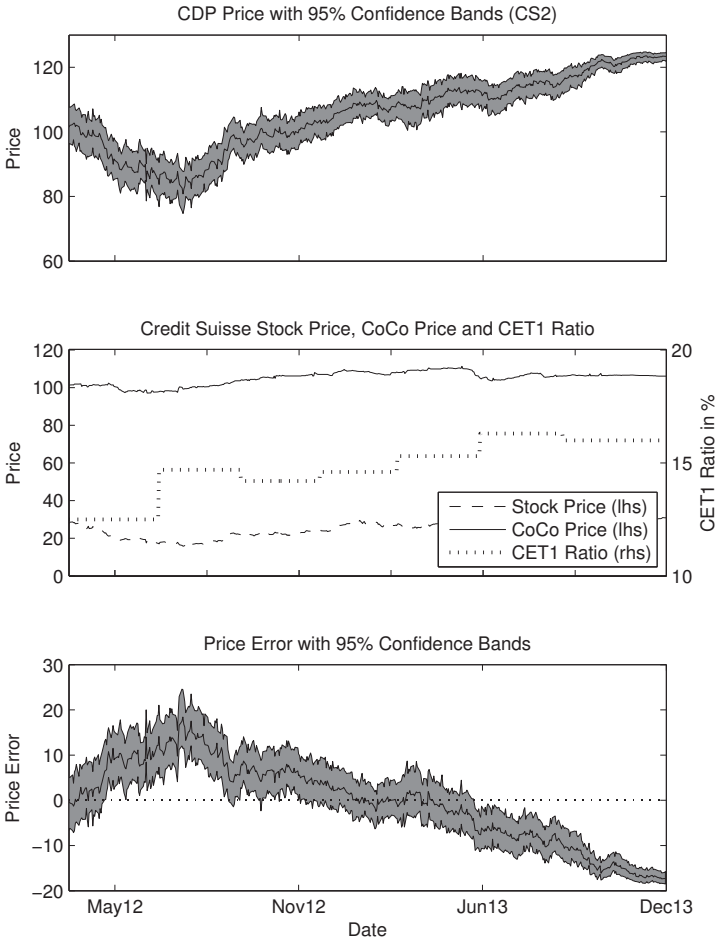 CDP Price with 95% Confidence Bands (CS2)
120
100
80
60
Price
Credit Suisse Stock Price, CoCo Price and CET1 Ratio
120
100
80
60
40
20
0
Price
20
15
10
CET1 Ratio in %
Stock Price (lhs)
CoCo Price (lhs)
CET1 Ratio (rhs)
Price Error with 95% Confidence Bands
30
20
10
0
−10
−20
Price Error
May12 Nov12 Jun13 Dec13
Date